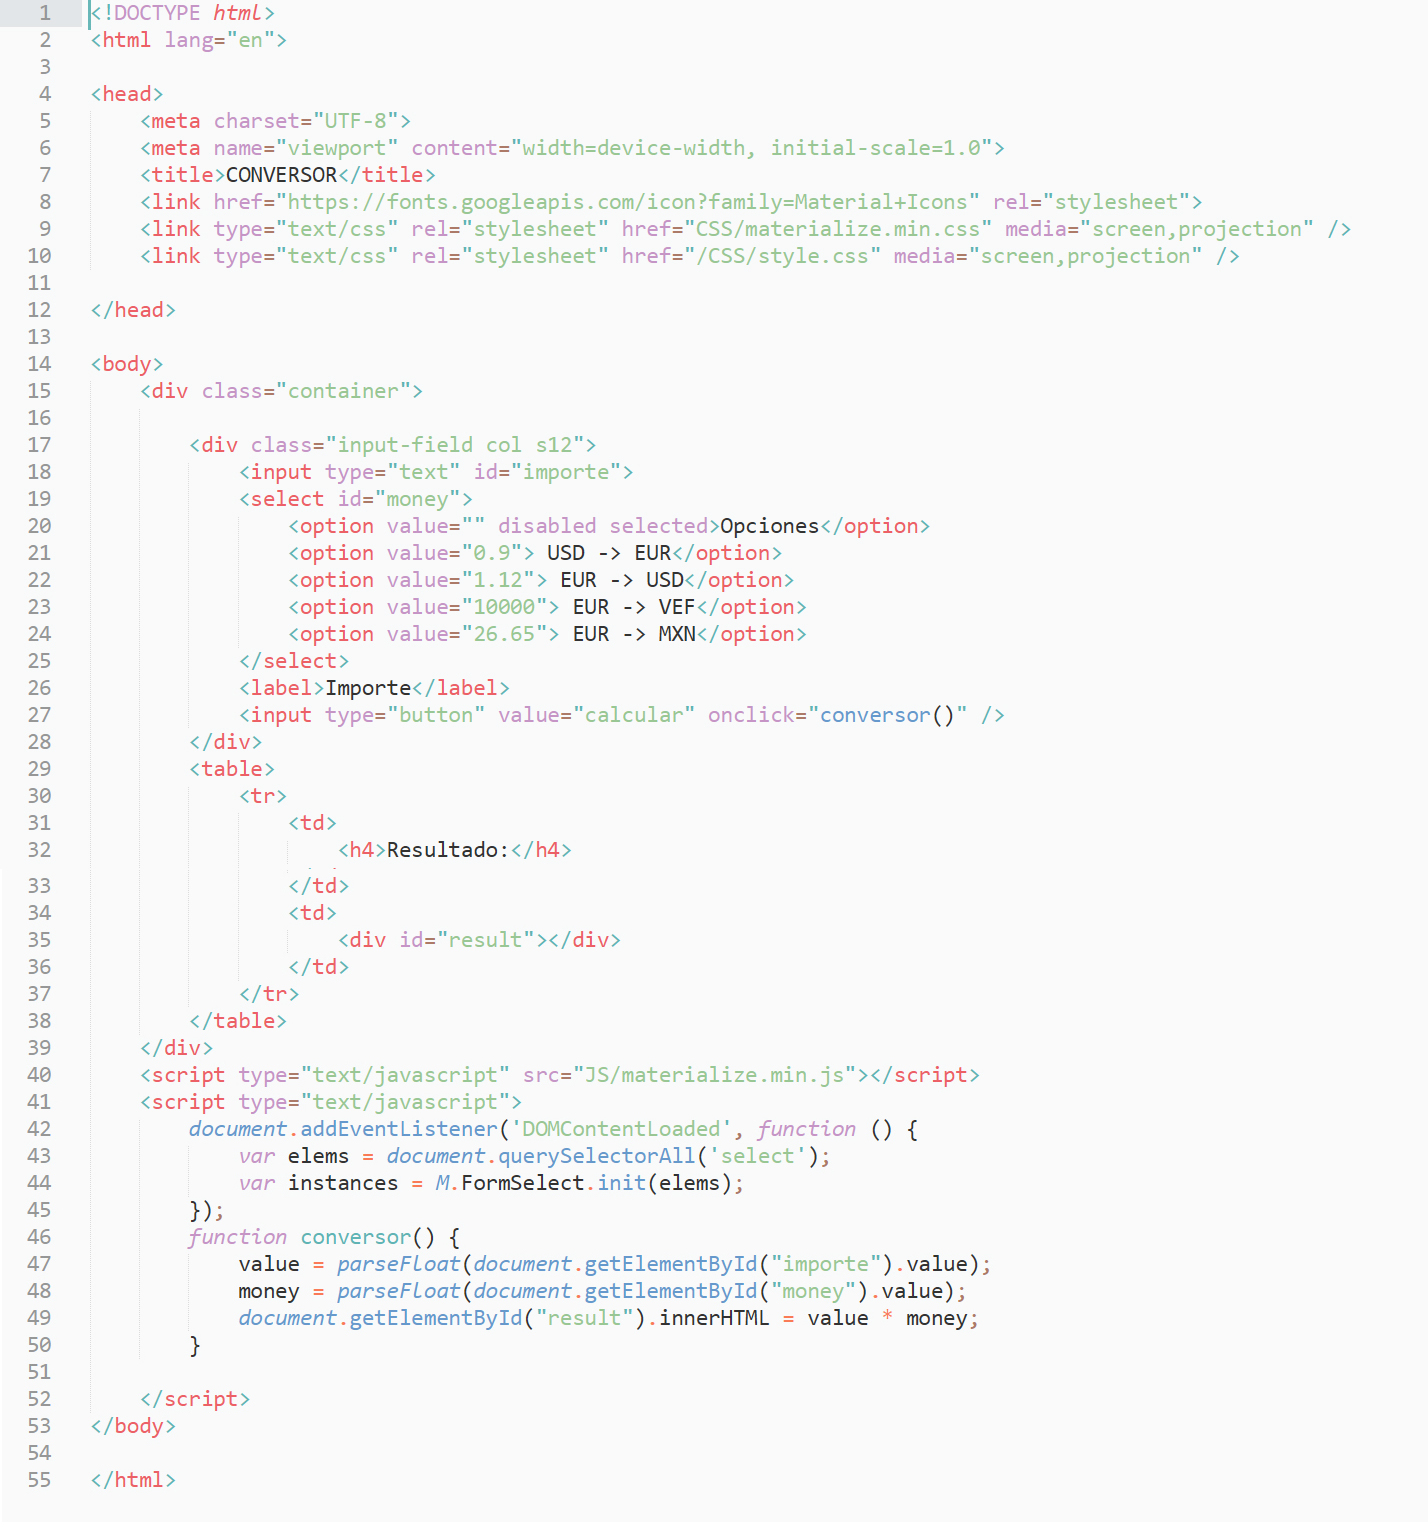 1 <!DOCTYPE html>
2 <html lang="en">
3
4 <head>
5     <meta charset="UTF-8">
6     <meta name="viewport" content="width=device-width, initial-scale=1.0">
7     <title>CONVERSOR</title>
8     <link href="https://fonts.googleapis.com/icon?family=Material+Icons" rel="stylesheet">
9     <link type="text/css" rel="stylesheet" href="CSS/materialize.min.css" media="screen,projection" />
10     <link type="text/css" rel="stylesheet" href="/CSS/style.css" media="screen,projection" />
11
12 </head>
13
14 <body>
15     <div class="container">
16
17         <div class="input-field col s12">
18             <input type="text" id="importe">
19             <select id="money">
20                 <option value="" disabled selected>Opciones</option>
21                 <option value="0.9"> USD -> EUR</option>
22                 <option value="1.12"> EUR -> USD</option>
23                 <option value="10000"> EUR -> VEF</option>
24                 <option value="26.65"> EUR -> MXN</option>
25             </select>
26             <label>Importe</label>
27             <input type="button" value="calcular" onclick="conversor()" />
28         </div>
29         <table>
30             <tr>
31                 <td>
32                     <h4>Resultado:</h4>
33                 </td>
34                 <td>
35                     <div id="result"></div>
36                 </td>
37             </tr>
38         </table>
39     </div>
40     <script type="text/javascript" src="JS/materialize.min.js"></script>
41     <script type="text/javascript">
42         document.addEventListener('DOMContentLoaded', function () {
43             var elems = document.querySelectorAll('select');
44             var instances = M.FormSelect.init(elems);
45         });
46         function conversor() {
47             value = parseFloat(document.getElementById("importe").value);
48             money = parseFloat(document.getElementById("money").value);
49             document.getElementById("result").innerHTML = value * money;
50         }
51
52     </script>
53 </body>
54
55 </html>